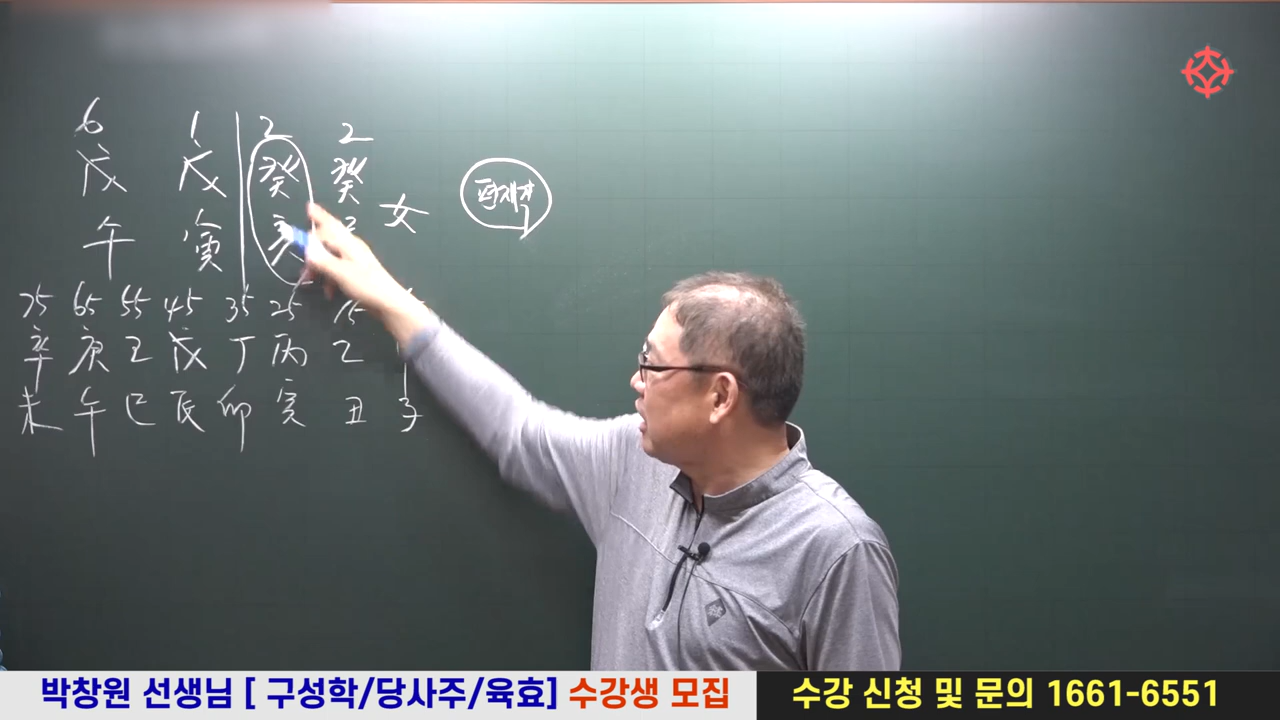 6 1 2 2
戊 戊 癸 癸
午 寅 亥 女
편재격
75 65 55 45 35 25 15
辛 庚 己 戊 丁 丙 乙
未 午 巳 辰 卯 寅 丑 子
박창원 선생님 [ 구성학/당사주/육효] 수강생 모집
수강 신청 및 문의 1661-6551